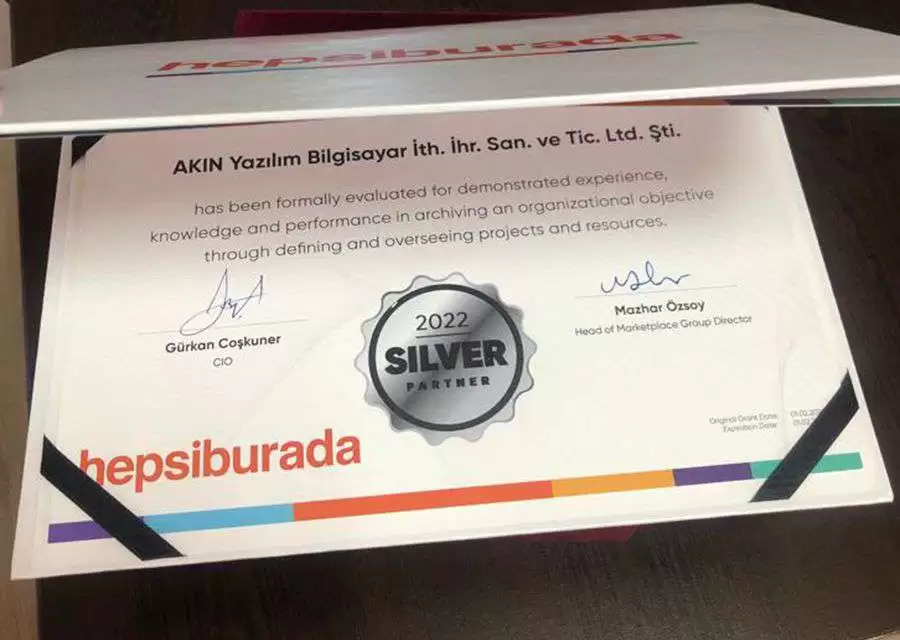 hepsiburada
AKIN Yazılım Bilgisayar İth. İhr. San. ve Tic. Ltd. Şti.
has been formally evaluated for demonstrated experience,
knowledge and performance in archiving an organizational objective
through defining and overseeing projects and resources.
Gürkan Coşkuner
CIO
2022
SILVER
PARTNER
Mazhar Özsoy
Head of Marketplace Group Director
Original Grant Date
Expiration Date
hepsiburada